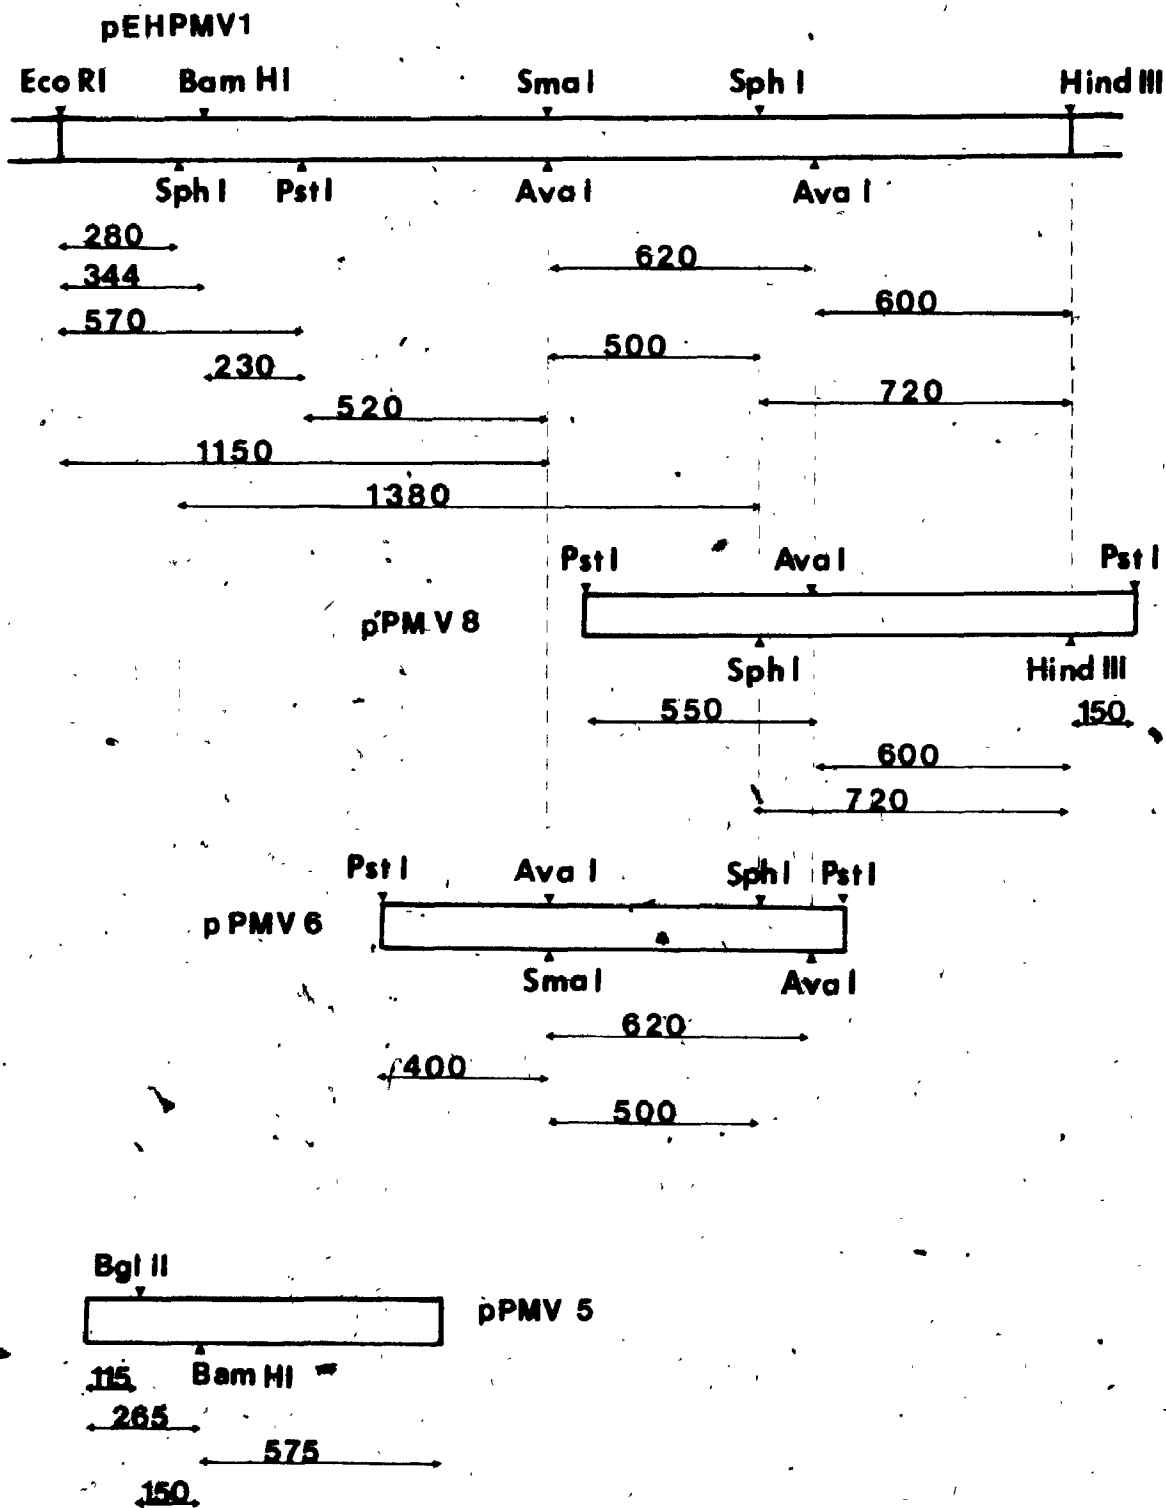 pEHPMV1
Eco RI Bam HI Sma I Sph I Hind III
Sph I Pst I Ava I Ava I
280
620
344
600
570
500
230
720
520
1150
1380
Pst I Ava I Pst I
pPMV 8
Sph I Hind III
550
150
600
720
Pst I Ava I Sph I Pst I
pPMV 6
Sma I Ava I
620
400
500
Bgl II
pPMV 5
115
Bam HI
265
575
150